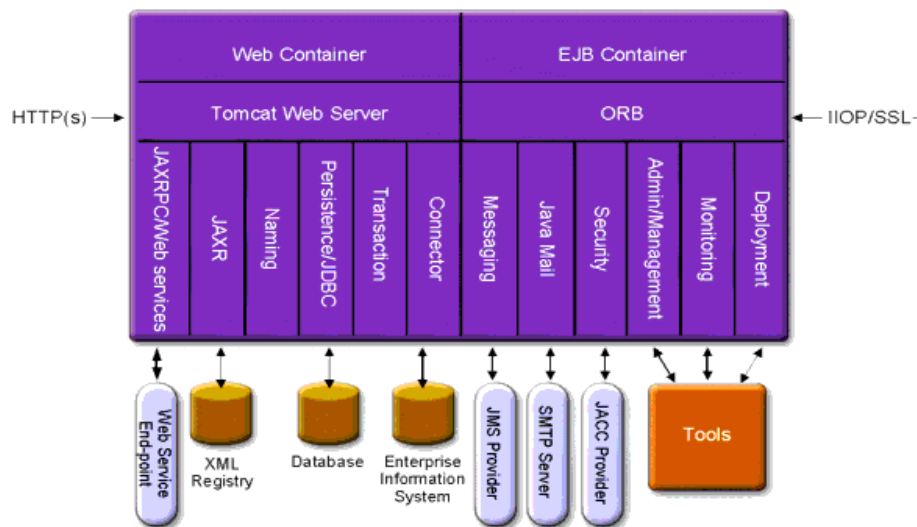 Web Container
EJB Container
HTTP(s)
Tomcat Web Server
ORB
IIOP/SSL-
JAXRPC/Web services
JAXR
Naming
Persistence/JDBC
Transaction
Connector
Messaging
Java Mail
Security
Admin/Management
Monitoring
Deployment
Web Service
End-point
XML
Registry
Database
Enterprise
Information
System
JMS Provider
SMTP Server
JACC Provider
Tools